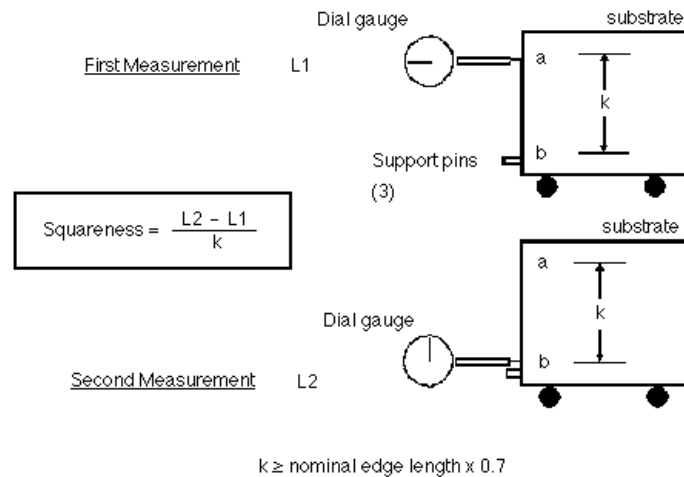 substrate
Dial gauge
First Measurement L1
a
k
b
Support pins
(3)
Squareness = L2 – L1
k
substrate
a
k
Dial gauge
b
Second Measurement L2
k ≥ nominal edge length x 0.7